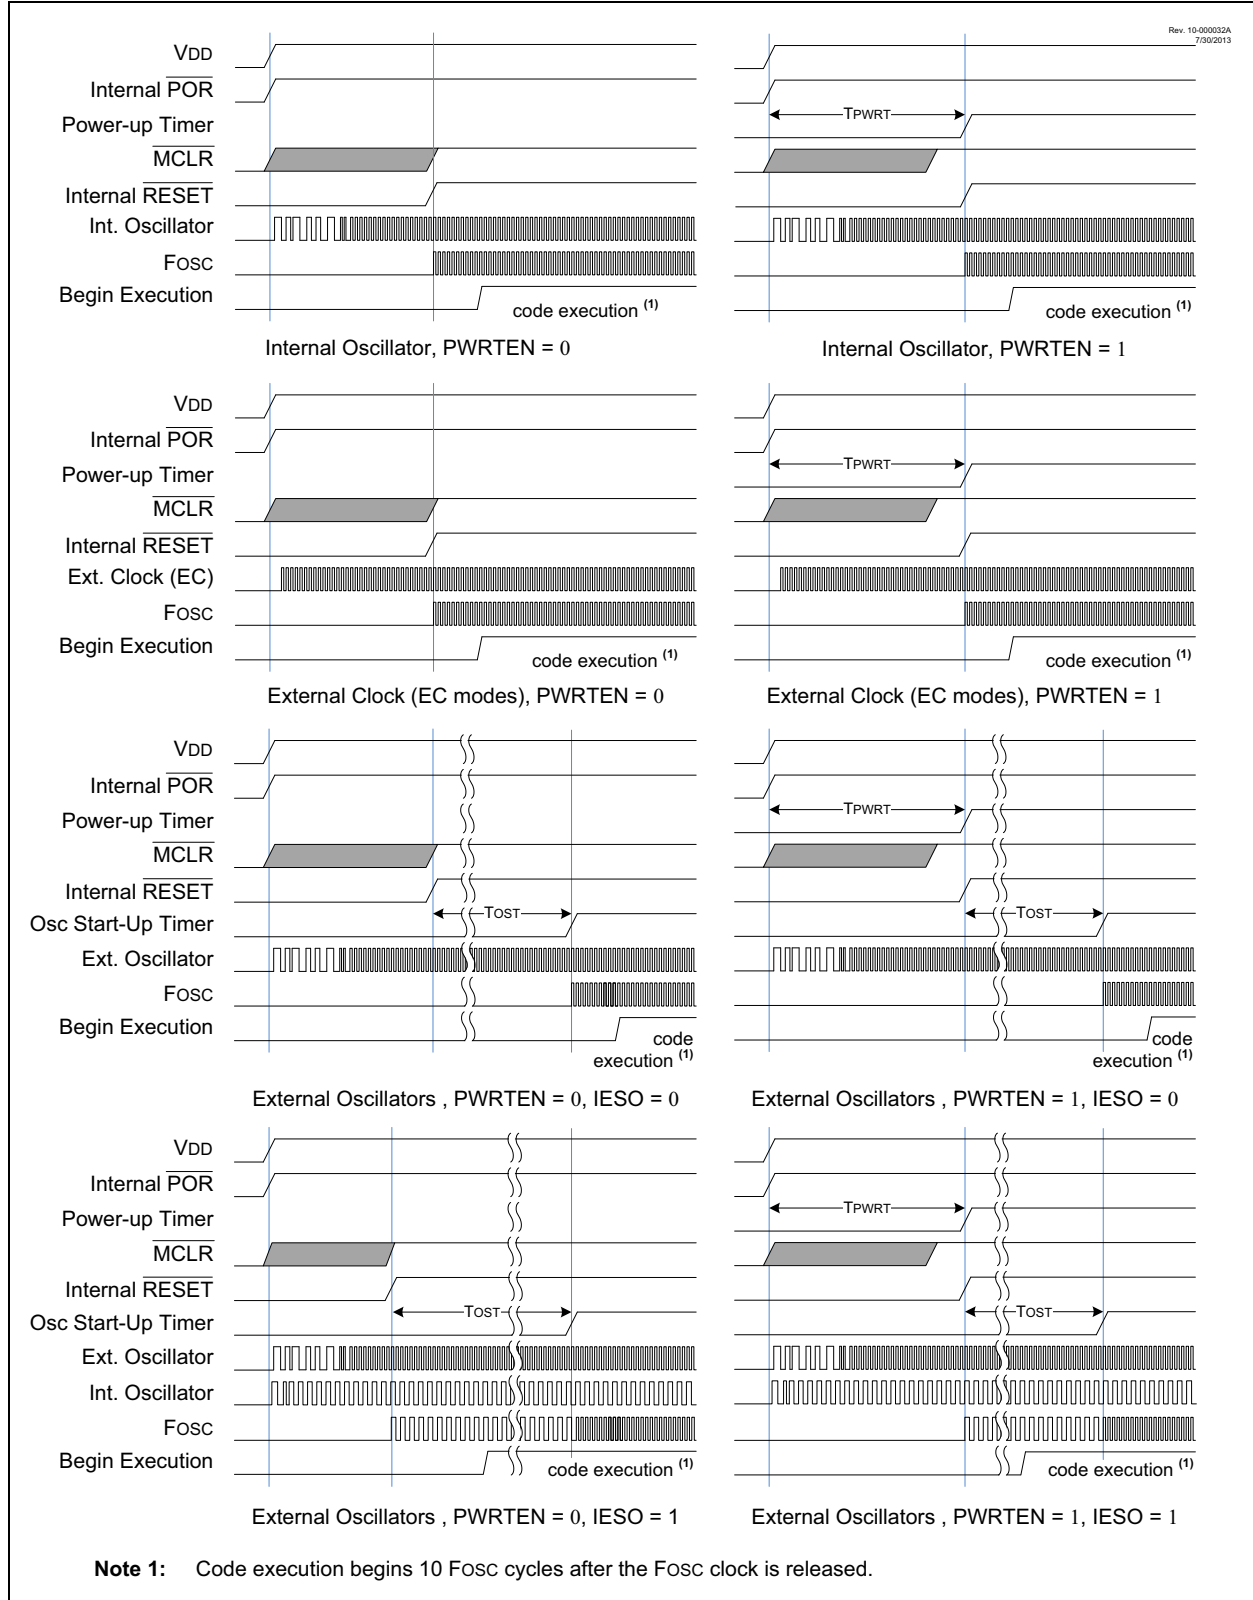 Rev. 10-000032A
7/30/2013
VDD
Internal POR
Power-up Timer
MCLR
Internal RESET
Int. Oscillator
FOSC
Begin Execution
code execution (1)
Internal Oscillator, PWRTEN = 0
TPWRT
code execution (1)
Internal Oscillator, PWRTEN = 1
VDD
Internal POR
Power-up Timer
MCLR
Internal RESET
Ext. Clock (EC)
FOSC
Begin Execution
code execution (1)
External Clock (EC modes), PWRTEN = 0
TPWRT
code execution (1)
External Clock (EC modes), PWRTEN = 1
VDD
Internal POR
Power-up Timer
MCLR
Internal RESET
Osc Start-Up Timer
Ext. Oscillator
FOSC
Begin Execution
TOST
code
execution (1)
External Oscillators , PWRTEN = 0, IESO = 0
TPWRT
TOST
code
execution (1)
External Oscillators , PWRTEN = 1, IESO = 0
VDD
Internal POR
Power-up Timer
MCLR
Internal RESET
Osc Start-Up Timer
Ext. Oscillator
Int. Oscillator
FOSC
Begin Execution
TOST
code execution (1)
External Oscillators , PWRTEN = 0, IESO = 1
TPWRT
TOST
code execution (1)
External Oscillators , PWRTEN = 1, IESO = 1
Note 1: Code execution begins 10 FOSC cycles after the FOSC clock is released.